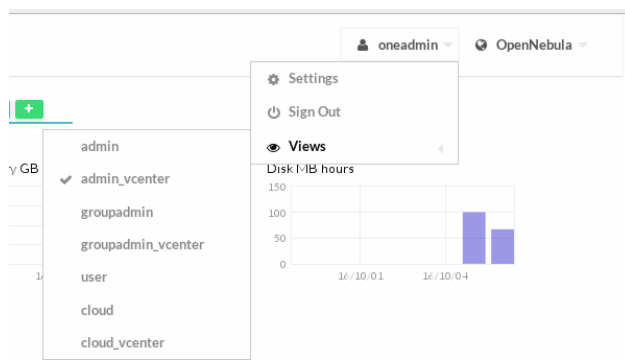 oneadmin OpenNebula
Settings
Sign Out
Views
+
admin
admin_vcenter
groupadmin
groupadmin_vcenter
user
cloud
cloud_vcenter
y GB
Disk MB hours
150
100
50
0
16/10/01 16/10/04